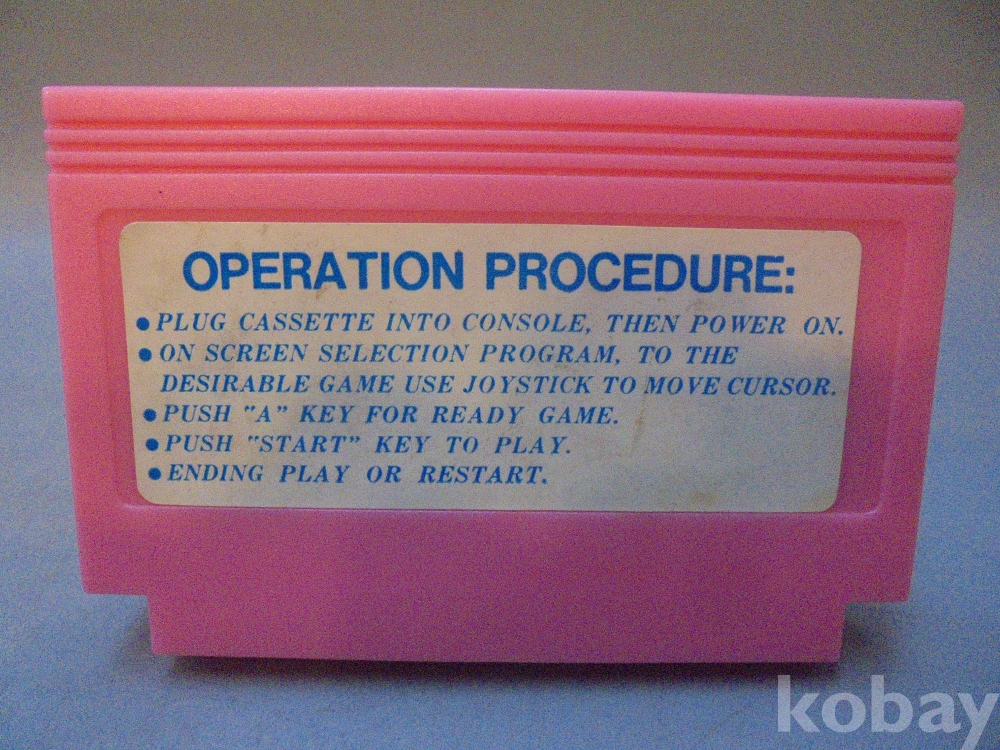 OPERATION PROCEDURE:
● PLUG CASSETTE INTO CONSOLE, THEN POWER ON.
● ON SCREEN SELECTION PROGRAM, TO THE
DESIRABLE GAME USE JOYSTICK TO MOVE CURSOR.
● PUSH "A" KEY FOR READY GAME.
● PUSH "START" KEY TO PLAY.
● ENDING PLAY OR RESTART.
kobay